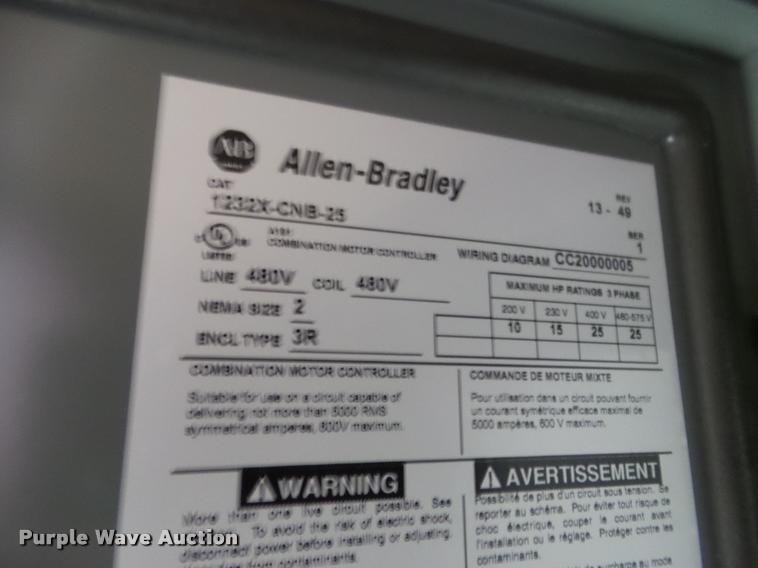 AB
Allen-Bradley
CAT
1232X-CNB-25
REV
13 - 49
SER
1
LISTED
COMBINATION MOTOR CONTROLLER
WIRING DIAGRAM CC20000005
LINE 480V COIL 480V
NEMA SIZE 2
ENCL TYPE 3R
MAXIMUM HP RATINGS 3 PHASE
200 V 230 V 400 V 460-575 V
10 15 25 25
COMBINATION MOTOR CONTROLLER
Suitable for use on a circuit capable of
delivering not more than 5000 RMS
symmetrical amperes, 600V maximum.
COMMANDE DE MOTEUR MIXTE
Pour utilisation dans un circuit pouvant fournir
un courant symétrique efficace maximal de
5000 ampères, 600 V maximum.
WARNING
More than one live circuit possible. See
To avoid the risk of electric shock,
disconnect power before installing or adjusting.
from contaminants.
AVERTISSEMENT
Possibilité de plus d'un circuit sous tension. Se
reporter au schéma. Pour éviter tout risque de
choc électrique, couper le courant avant
l'installation ou le réglage. Protéger contre les
contaminants.
surcharge au mode
Purple Wave Auction